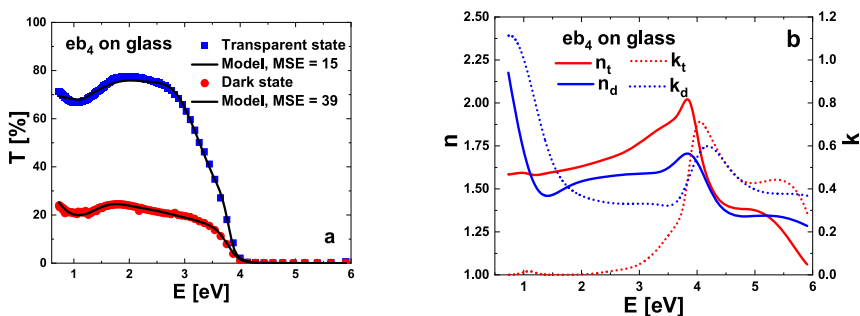 100
80
60
40
20
0
T [%]
eb4 on glass
Transparent state
Model, MSE = 15
Dark state
Model, MSE = 39
a
1 2 3 4 5 6
E [eV]
2.50
2.25
2.00
1.75
1.50
1.25
1.00
n
eb4 on glass
b
nt kt
nd kd
1.2
1.0
0.8
0.6
0.4
0.2
0.0
k
1 2 3 4 5 6
E [eV]